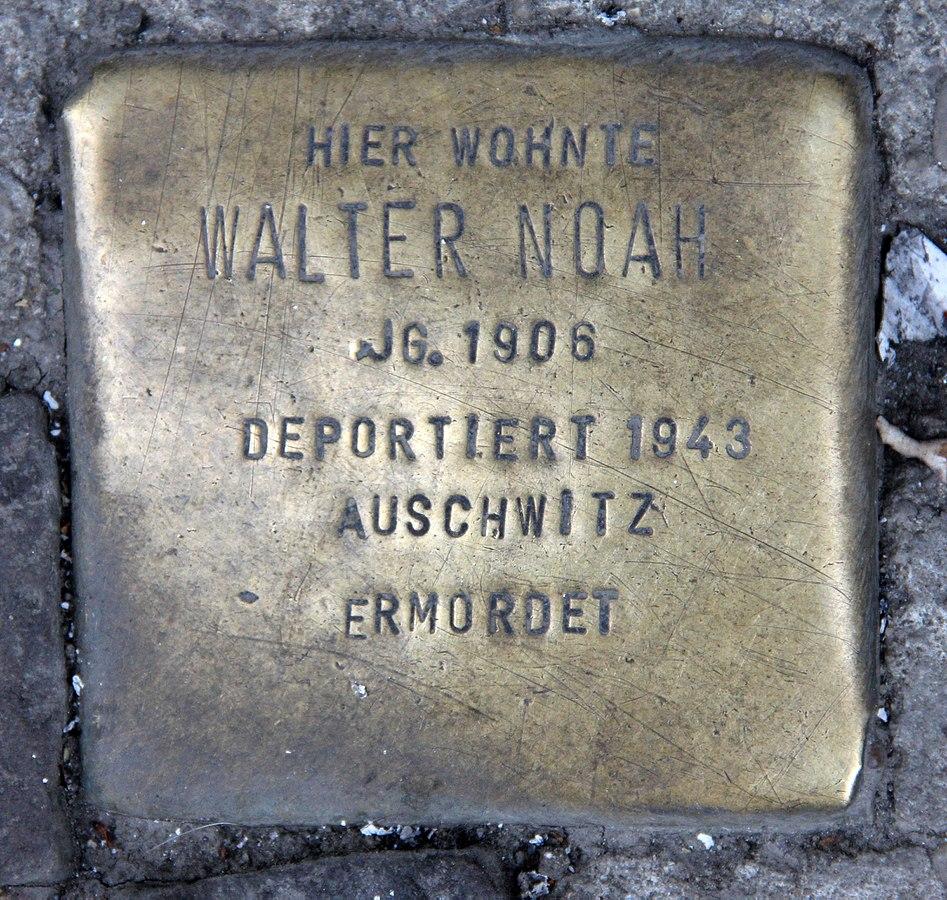 HIER WOHNTE
WALTER NOAH
JG. 1906
DEPORTIERT 1943
AUSCHWITZ
ERMORDET